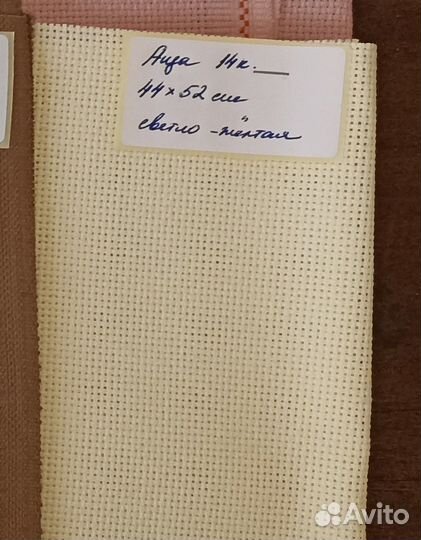 Аида 14к.
44×52 см
светло-жёлтая
Avito